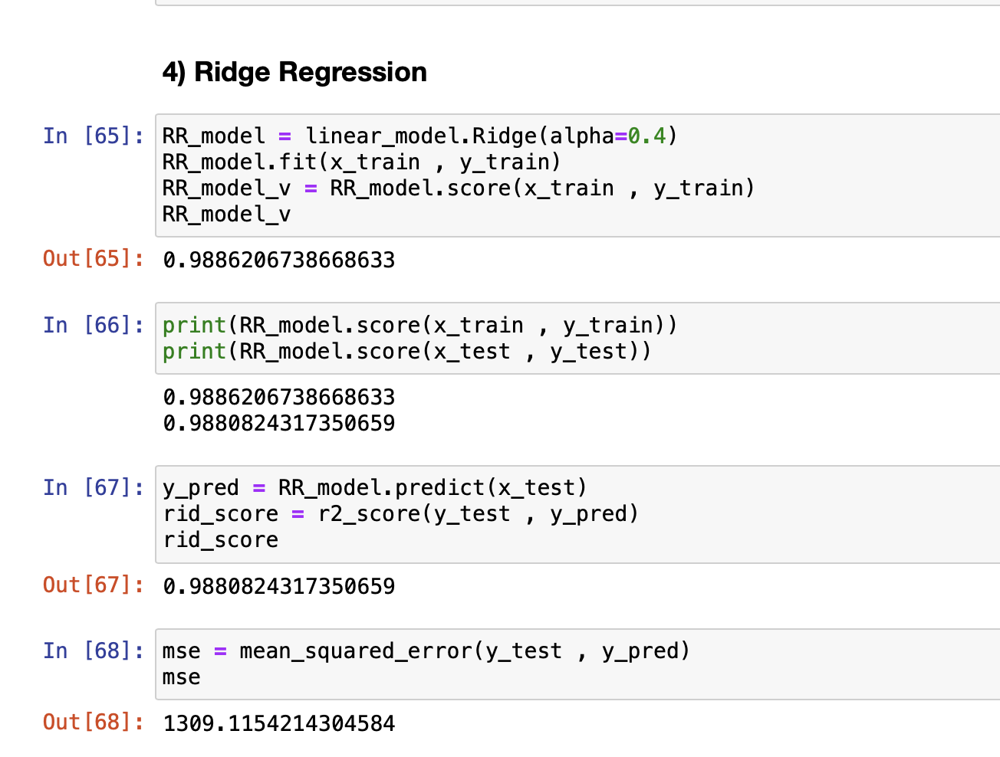 4) Ridge Regression
In [65]: RR_model = linear_model.Ridge(alpha=0.4)
RR_model.fit(x_train , y_train)
RR_model_v = RR_model.score(x_train , y_train)
RR_model_v
Out[65]: 0.9886206738668633
In [66]: print(RR_model.score(x_train , y_train))
print(RR_model.score(x_test , y_test))
0.9886206738668633
0.9880824317350659
In [67]: y_pred = RR_model.predict(x_test)
rid_score = r2_score(y_test , y_pred)
rid_score
Out[67]: 0.9880824317350659
In [68]: mse = mean_squared_error(y_test , y_pred)
mse
Out[68]: 1309.1154214304584